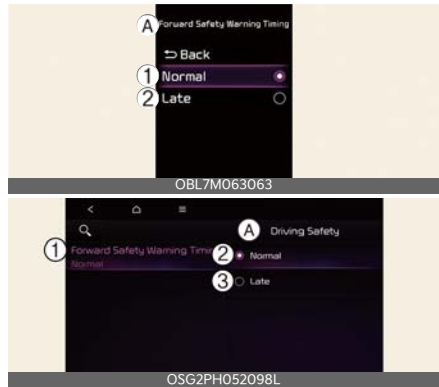 A Forward Safety Warning Timing
Back
1 Normal
2 Late
OBL7M063063
A Driving Safety
1 Forward Safety Warning Timi
Normal
2 Normal
3 Late
OSG2PH052098L